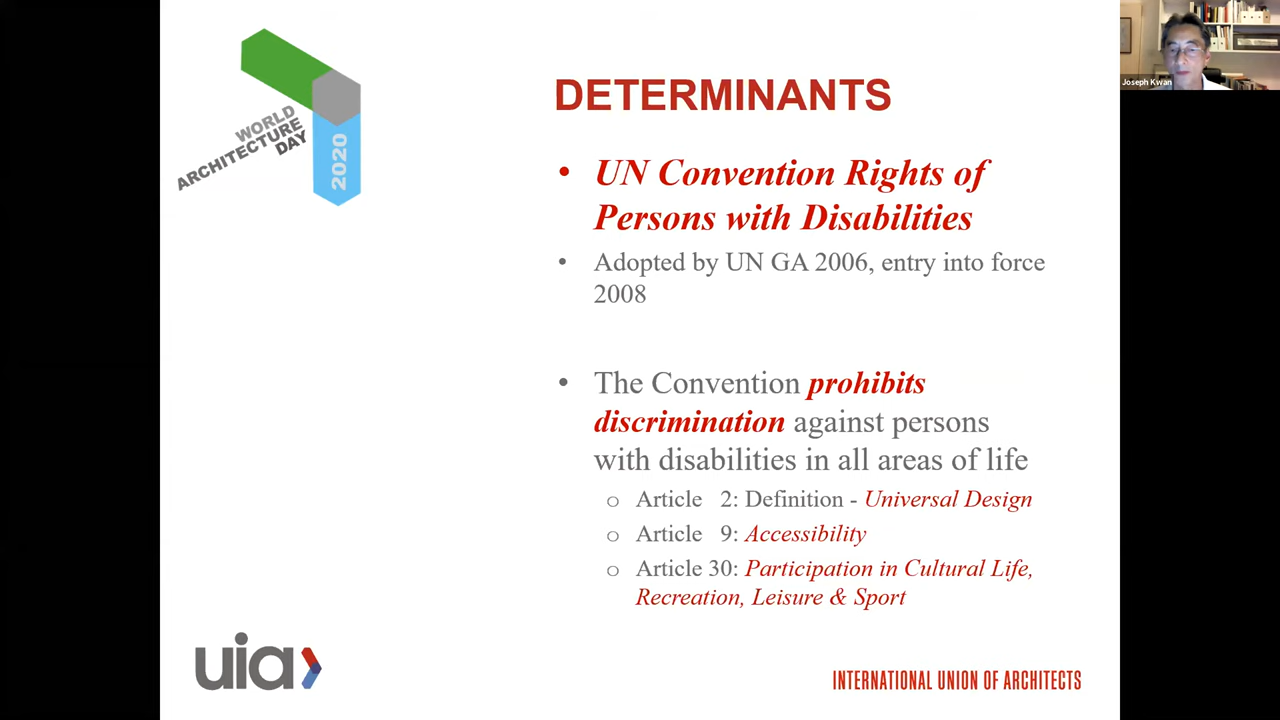 WORLD
ARCHITECTURE
DAY
2020
DETERMINANTS
• UN Convention Rights of
Persons with Disabilities
• Adopted by UN GA 2006, entry into force
2008
• The Convention prohibits
discrimination against persons
with disabilities in all areas of life
o Article 2: Definition - Universal Design
o Article 9: Accessibility
o Article 30: Participation in Cultural Life,
Recreation, Leisure & Sport
uia
INTERNATIONAL UNION OF ARCHITECTS
Joseph Kwan